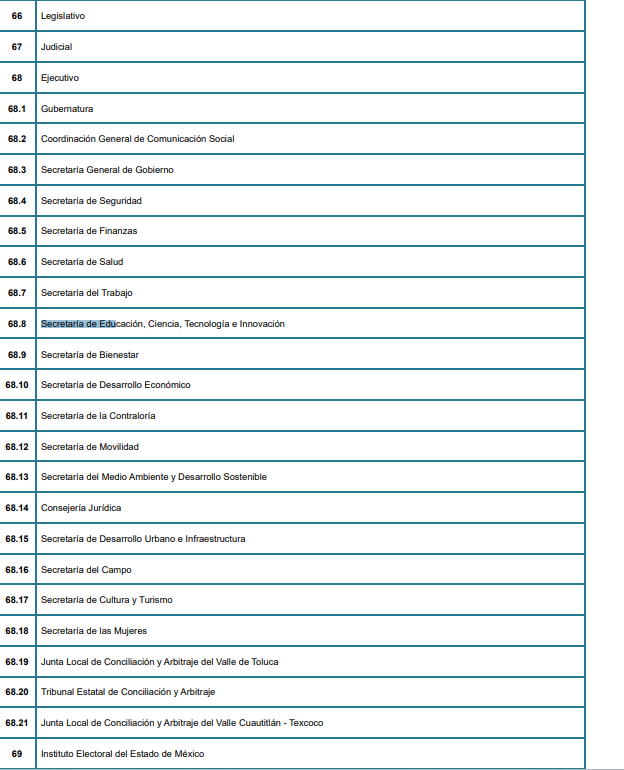 66 Legislativo
67 Judicial
68 Ejecutivo
68.1 Gubernatura
68.2 Coordinación General de Comunicación Social
68.3 Secretaría General de Gobierno
68.4 Secretaría de Seguridad
68.5 Secretaría de Finanzas
68.6 Secretaría de Salud
68.7 Secretaría del Trabajo
68.8 Secretaría de Educación, Ciencia, Tecnología e Innovación
68.9 Secretaría de Bienestar
68.10 Secretaría de Desarrollo Económico
68.11 Secretaría de la Contraloría
68.12 Secretaría de Movilidad
68.13 Secretaría del Medio Ambiente y Desarrollo Sostenible
68.14 Consejería Jurídica
68.15 Secretaría de Desarrollo Urbano e Infraestructura
68.16 Secretaría del Campo
68.17 Secretaría de Cultura y Turismo
68.18 Secretaría de las Mujeres
68.19 Junta Local de Conciliación y Arbitraje del Valle de Toluca
68.20 Tribunal Estatal de Conciliación y Arbitraje
68.21 Junta Local de Conciliación y Arbitraje del Valle Cuautitlán - Texcoco
69 Instituto Electoral del Estado de México